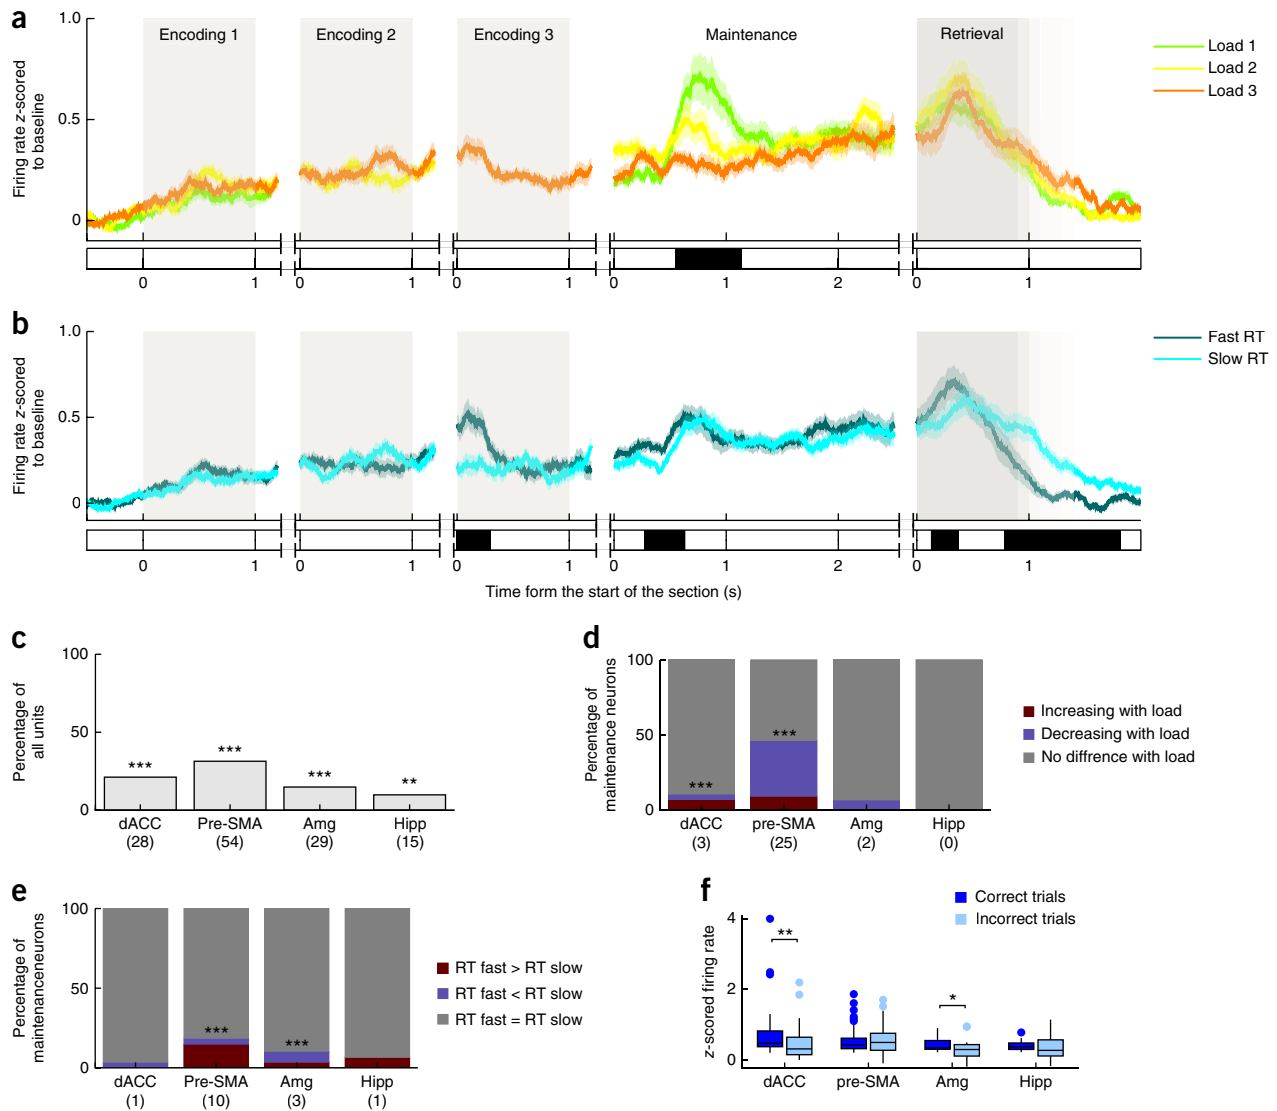 a
1.0
0.5
0
Firing rate z-scored
to baseline
Encoding 1
Encoding 2
Encoding 3
Maintenance
Retrieval
Load 1
Load 2
Load 3
0 1 0 1 0 1 0 1 2 0 1
b
1.0
0.5
0
Firing rate z-scored
to baseline
Fast RT
Slow RT
0 1 0 1 0 1 0 1 2 0 1
Time form the start of the section (s)
c
100
50
0
Percentage of
all units
*** *** *** **
dACC Pre-SMA Amg Hipp
(28) (54) (29) (15)
d
100
50
0
Percentage of
maintenance neurons
*** ***
dACC pre-SMA Amg Hipp
(3) (25) (2) (0)
Increasing with load
Decreasing with load
No diffrence with load
e
100
50
0
Percentage of
maintenanceneurons
*** ***
dACC Pre-SMA Amg Hipp
(1) (10) (3) (1)
RT fast > RT slow
RT fast < RT slow
RT fast = RT slow
f
Correct trials
Incorrect trials
4
2
0
z-scored firing rate
** *
dACC pre-SMA Amg Hipp